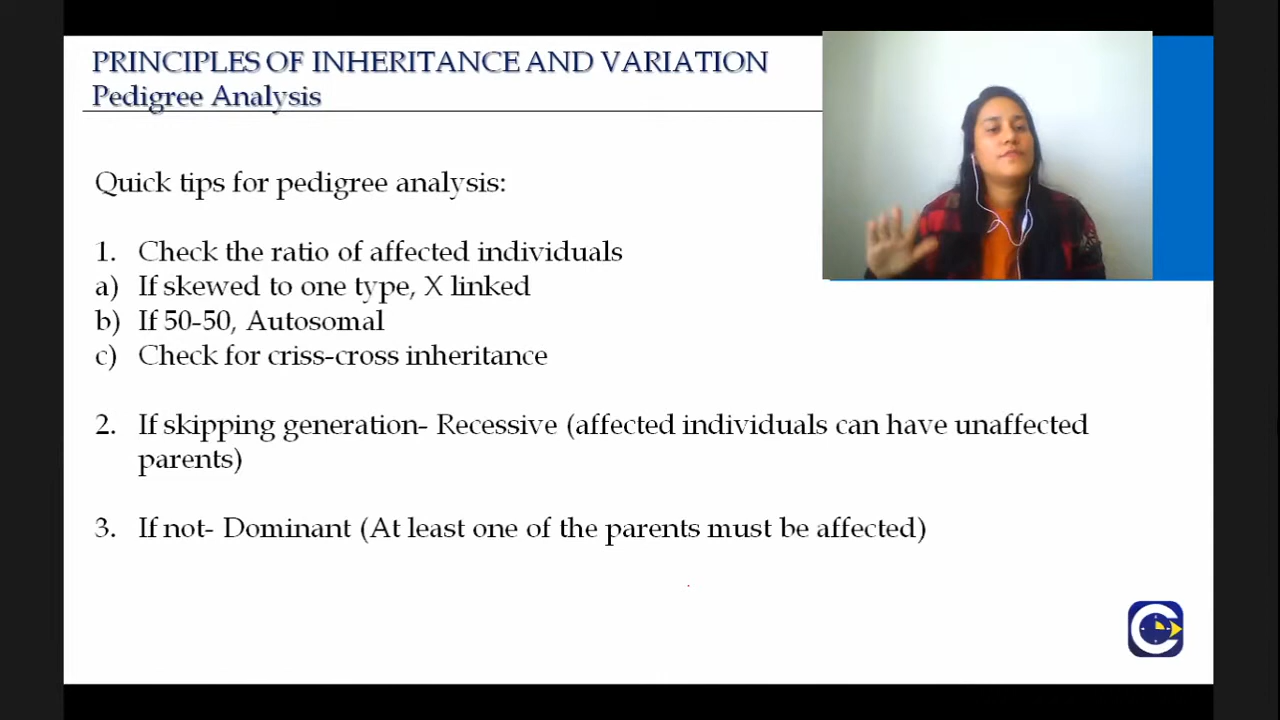 PRINCIPLES OF INHERITANCE AND VARIATION
Pedigree Analysis
Quick tips for pedigree analysis:
1. Check the ratio of affected individuals
a) If skewed to one type, X linked
b) If 50-50, Autosomal
c) Check for criss-cross inheritance
2. If skipping generation- Recessive (affected individuals can have unaffected
parents)
3. If not- Dominant (At least one of the parents must be affected)